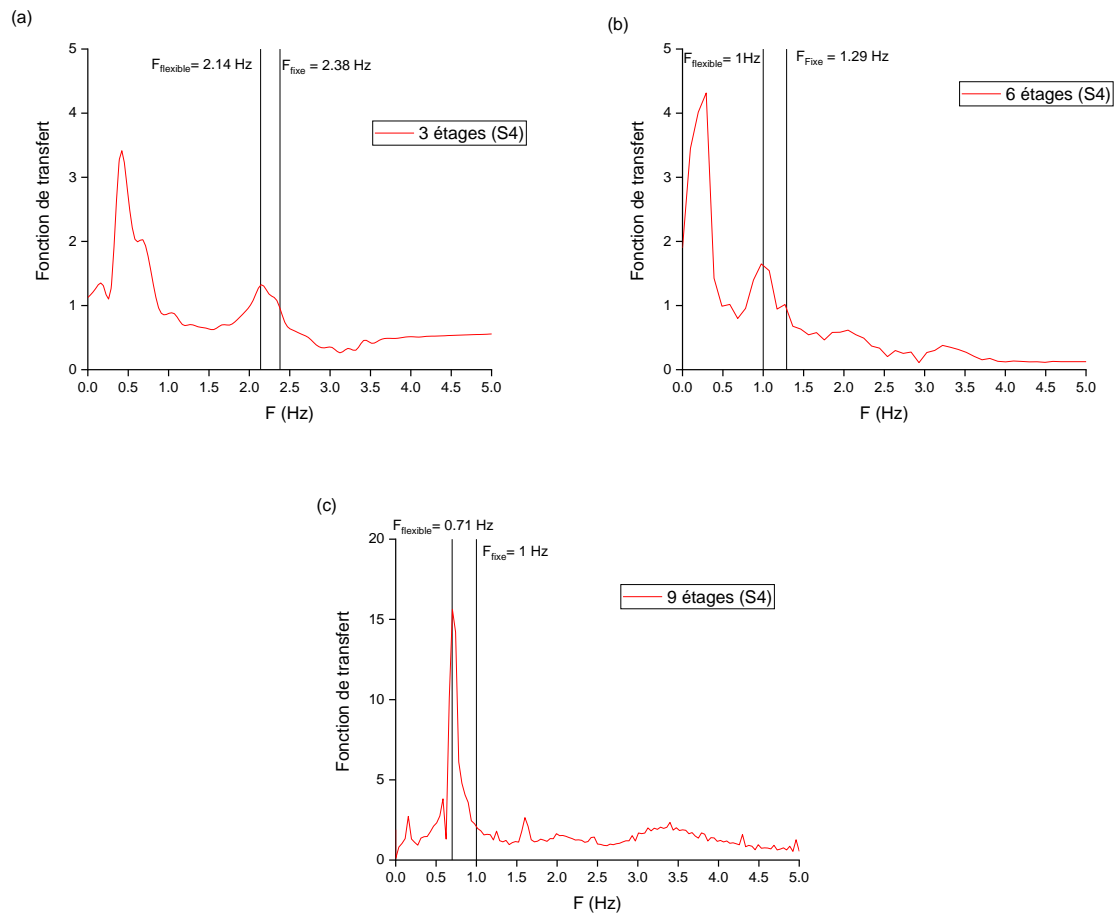 (a)
F_flexible= 2.14 Hz
F_fixe = 2.38 Hz
3 étages (S4)
Fonction de transfert
5
4
3
2
1
0
0.0 0.5 1.0 1.5 2.0 2.5 3.0 3.5 4.0 4.5 5.0
F (Hz)
(b)
F_flexible= 1Hz
F_Fixe = 1.29 Hz
6 étages (S4)
Fonction de transfert
5
4
3
2
1
0
0.0 0.5 1.0 1.5 2.0 2.5 3.0 3.5 4.0 4.5 5.0
F (Hz)
(c)
F_flexible= 0.71 Hz
F_fixe= 1 Hz
9 étages (S4)
Fonction de transfert
20
15
10
5
0
0.0 0.5 1.0 1.5 2.0 2.5 3.0 3.5 4.0 4.5 5.0
F (Hz)